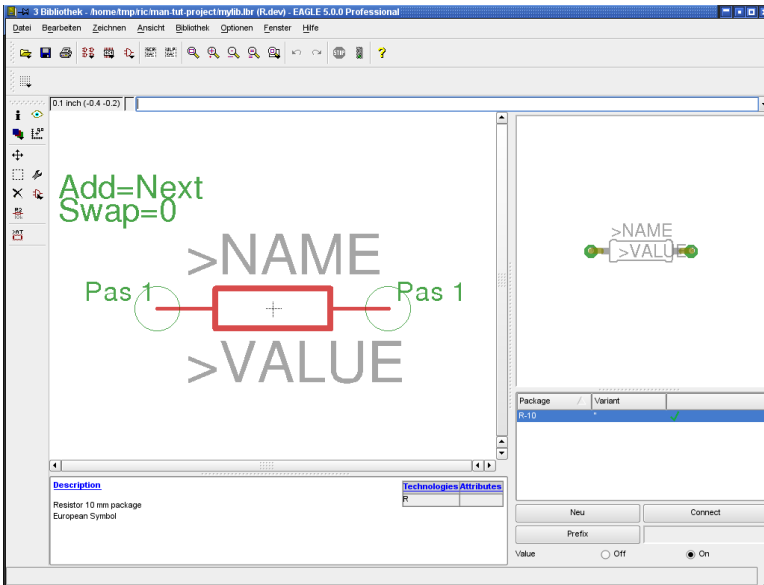 3 Bibliothek - /home/tmp/ric/man-tut-project/mylib.lbr (R.dev) - EAGLE 5.0.0 Professional
Datei Bearbeiten Zeichnen Ansicht Bibliothek Optionen Fenster Hilfe
0.1 inch (-0.4 -0.2)
Add=Next
Swap=0
>NAME
Pas 1
Pas 1
>VALUE
>NAME
>VALUE
Package Variant
R-10 *
Description
Technologies Attributes
R
Resistor 10 mm package
European Symbol
Neu Connect
Prefix
Value Off On